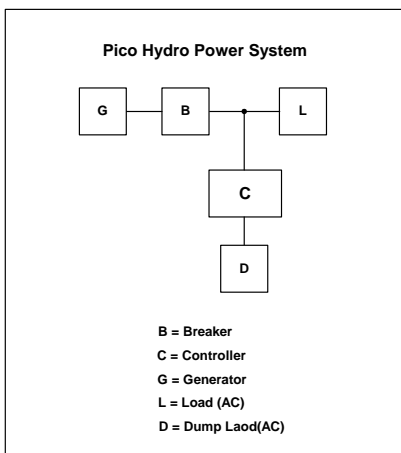 Pico Hydro Power System
G B L
C
D
B = Breaker
C = Controller
G = Generator
L = Load (AC)
D = Dump Laod(AC)